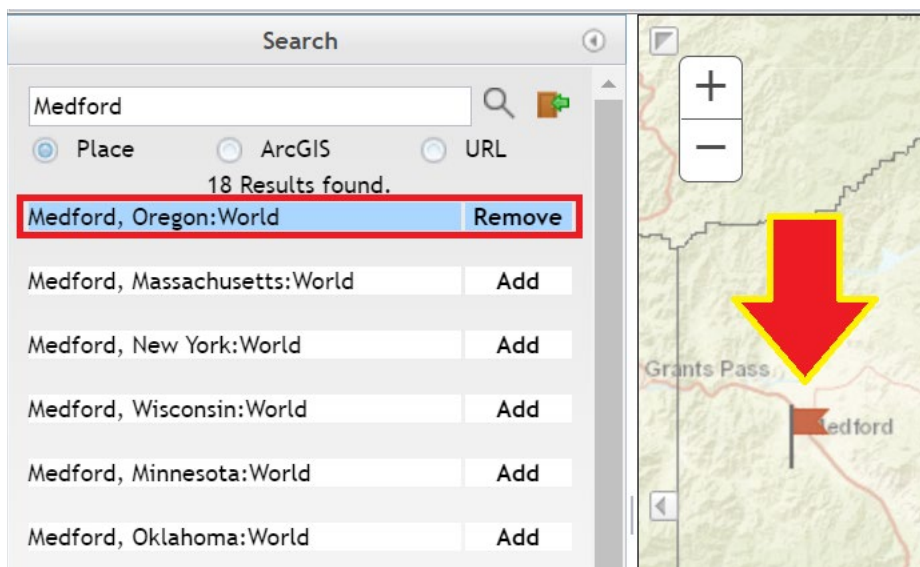 Search
Medford
Place ArcGIS URL
18 Results found.
Medford, Oregon:World Remove
Medford, Massachusetts:World Add
Medford, New York:World Add
Medford, Wisconsin:World Add
Medford, Minnesota:World Add
Medford, Oklahoma:World Add
+
−
Grants Pass
Medford